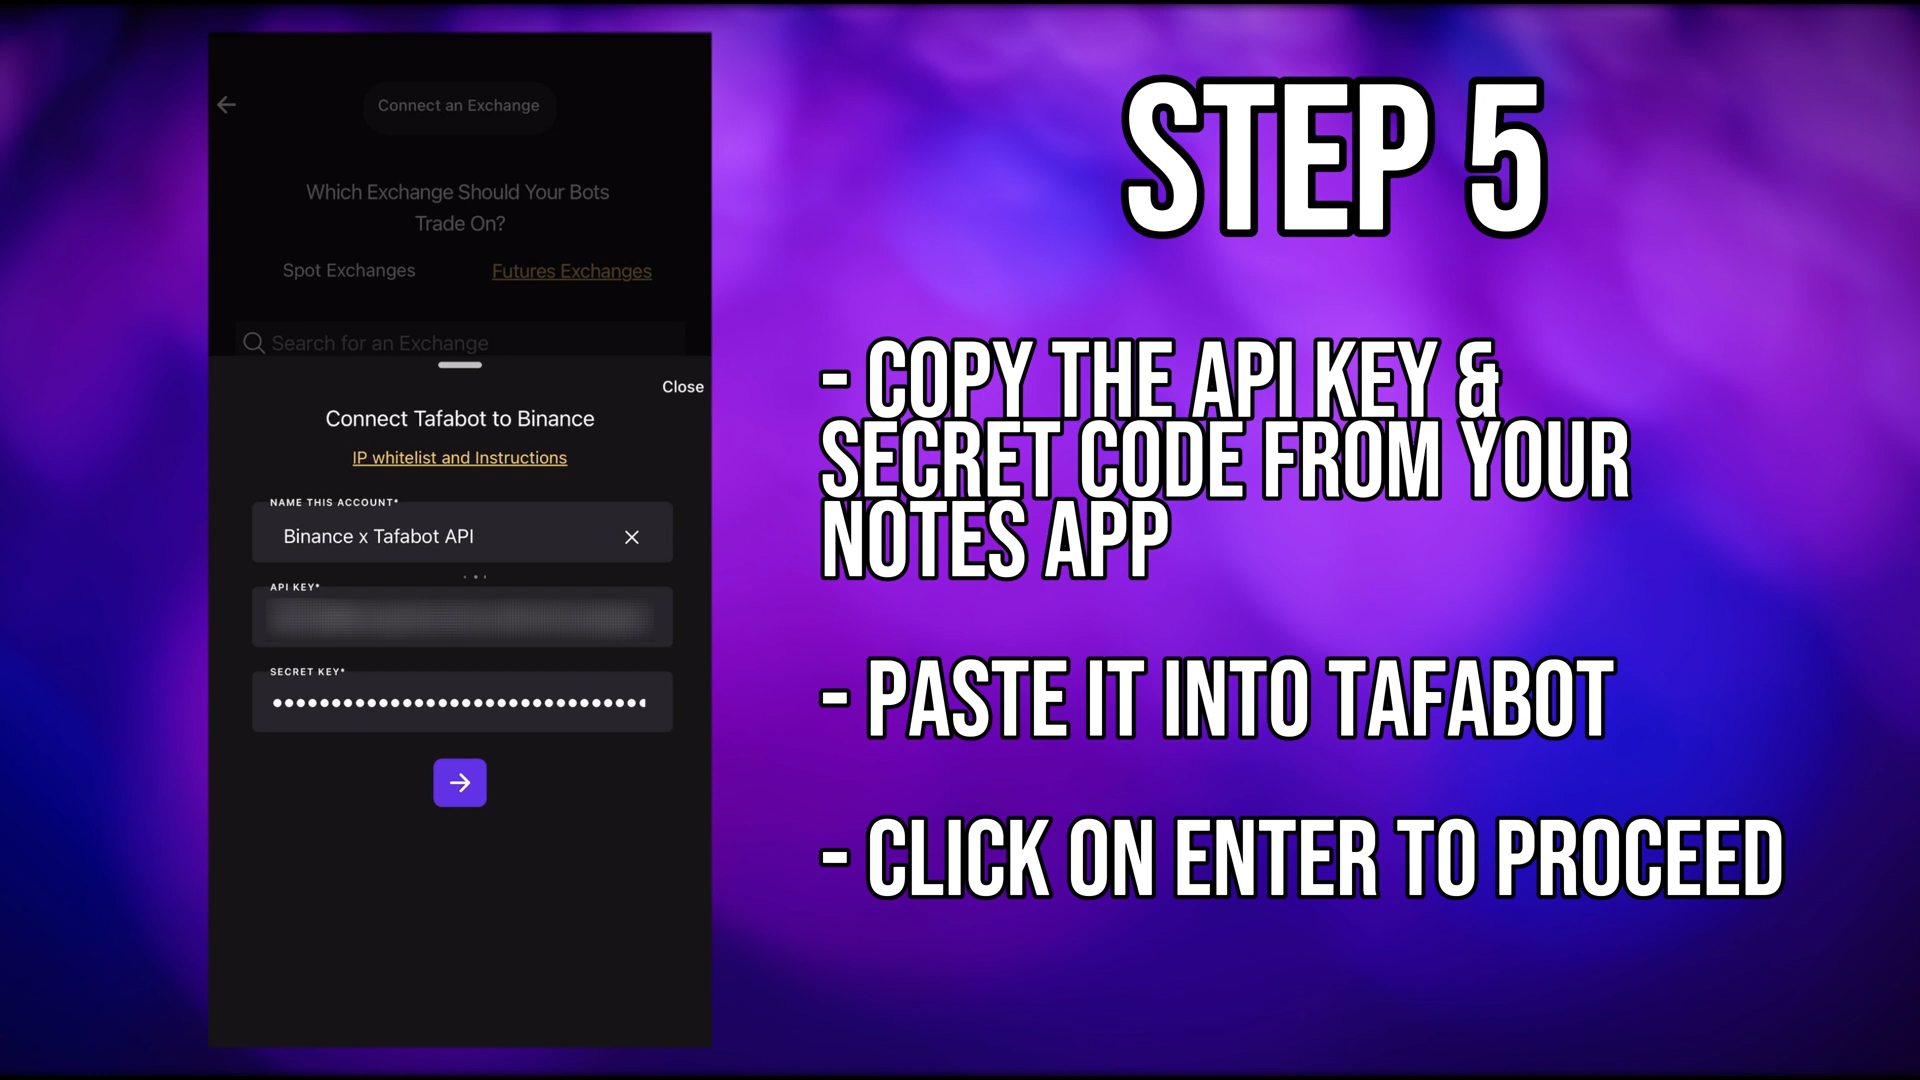 Connect an Exchange
Which Exchange Should Your Bots
Trade On?
Spot Exchanges
Futures Exchanges
Search for an Exchange
Close
Connect Tafabot to Binance
IP whitelist and Instructions
NAME THIS ACCOUNT*
Binance x Tafabot API
API KEY*
SECRET KEY*
STEP 5
- COPY THE API KEY &
SECRET CODE FROM YOUR
NOTES APP
- PASTE IT INTO TAFABOT
- CLICK ON ENTER TO PROCEED